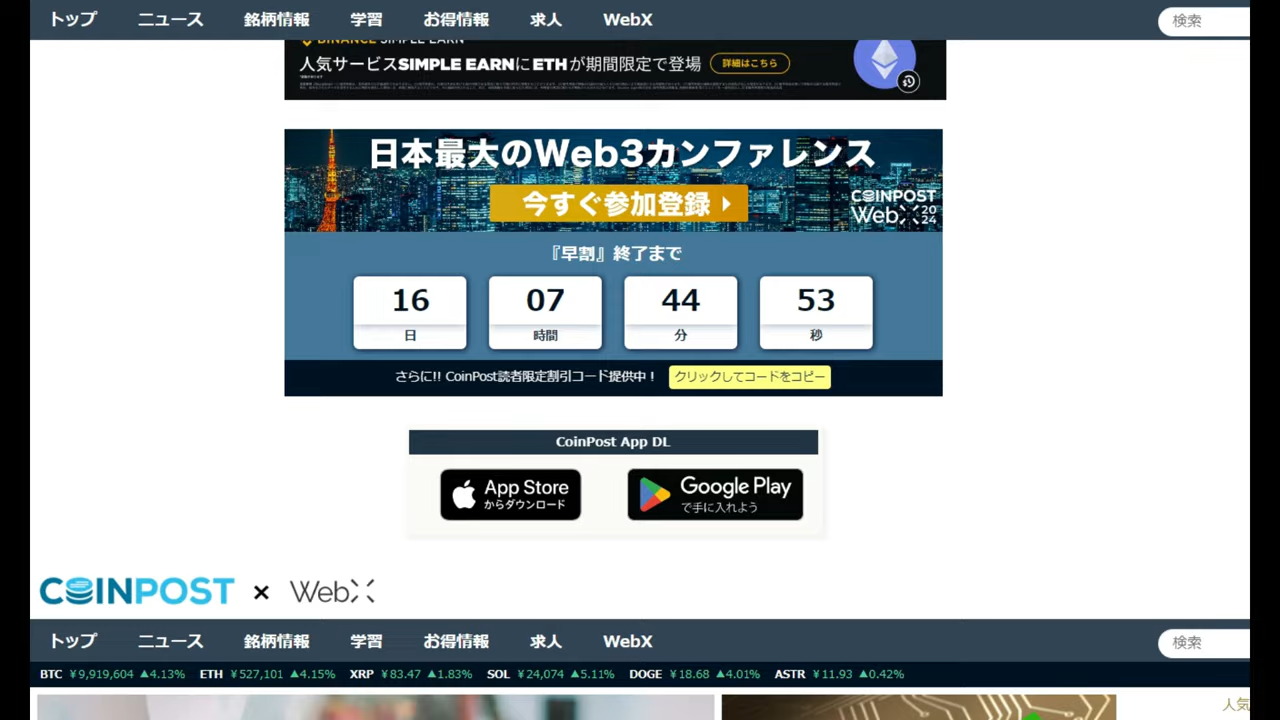 トップ ニュース 銘柄情報 学習 お得情報 求人 WebX 検索
BINANCE SIMPLE EARN
人気サービスSIMPLE EARNにETHが期間限定で登場 詳細はこちら
日本最大のWeb3カンファレンス
今すぐ参加登録
COINPOST
WebX 2024
『早割』終了まで
16 07 44 53
日 時間 分 秒
さらに!! CoinPost読者限定割引コード提供中！ クリックしてコードをコピー
CoinPost App DL
App Store
からダウンロード
Google Play
で手に入れよう
COINPOST × WebX
トップ ニュース 銘柄情報 学習 お得情報 求人 WebX 検索
BTC ¥9,919,604 ▲4.13% ETH ¥527,101 ▲4.15% XRP ¥83.47 ▲1.83% SOL ¥24,074 ▲5.11% DOGE ¥18.68 ▲4.01% ASTR ¥11.93 ▲0.42%
人気